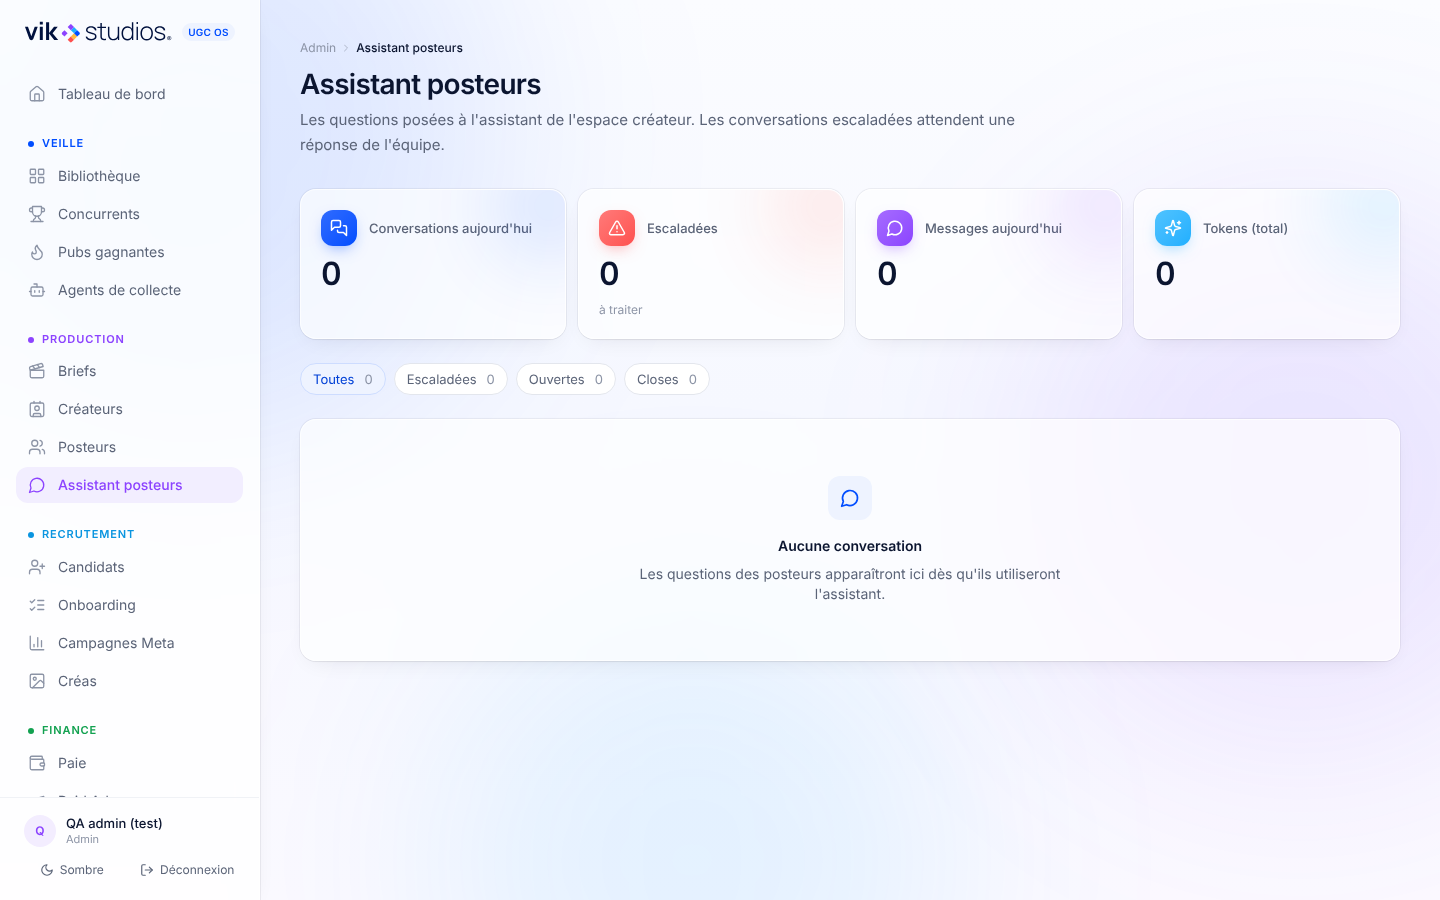 vik studios® UGC OS
Tableau de bord
VEILLE
Bibliothèque
Concurrents
Pubs gagnantes
Agents de collecte
PRODUCTION
Briefs
Créateurs
Posteurs
Assistant posteurs
RECRUTEMENT
Candidats
Onboarding
Campagnes Meta
Créas
FINANCE
Paie
Q
QA admin (test)
Admin
Sombre
Déconnexion
Admin
Assistant posteurs
Assistant posteurs
Les questions posées à l'assistant de l'espace créateur. Les conversations escaladées attendent une
réponse de l'équipe.
Conversations aujourd'hui
0
Escaladées
0
à traiter
Messages aujourd'hui
0
Tokens (total)
0
Toutes 0
Escaladées 0
Ouvertes 0
Closes 0
Aucune conversation
Les questions des posteurs apparaîtront ici dès qu'ils utiliseront
l'assistant.